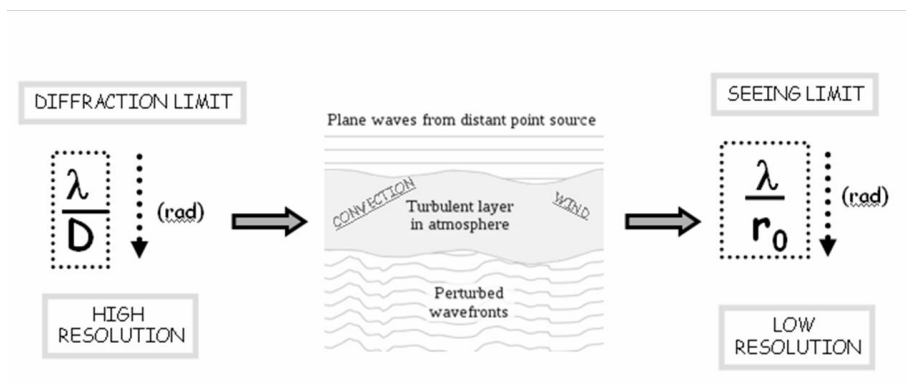 DIFFRACTION LIMIT
λ
D
(rad)
HIGH
RESOLUTION
Plane waves from distant point source
CONVECTION
WIND
Turbulent layer
in atmosphere
Perturbed
wavefronts
SEEING LIMIT
λ
r₀
(rad)
LOW
RESOLUTION